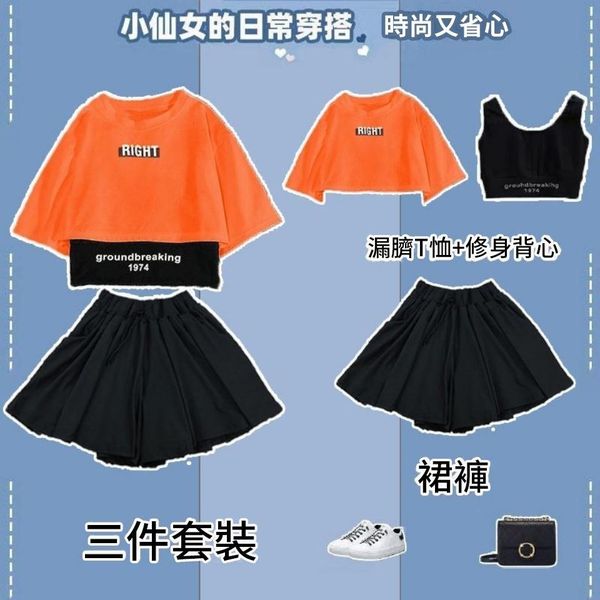 小仙女的日常穿搭
時尚又省心
RIGHT
groundbreaking
1974
RIGHT
groundbreaking
1974
漏臍T恤+修身背心
裙褲
三件套裝